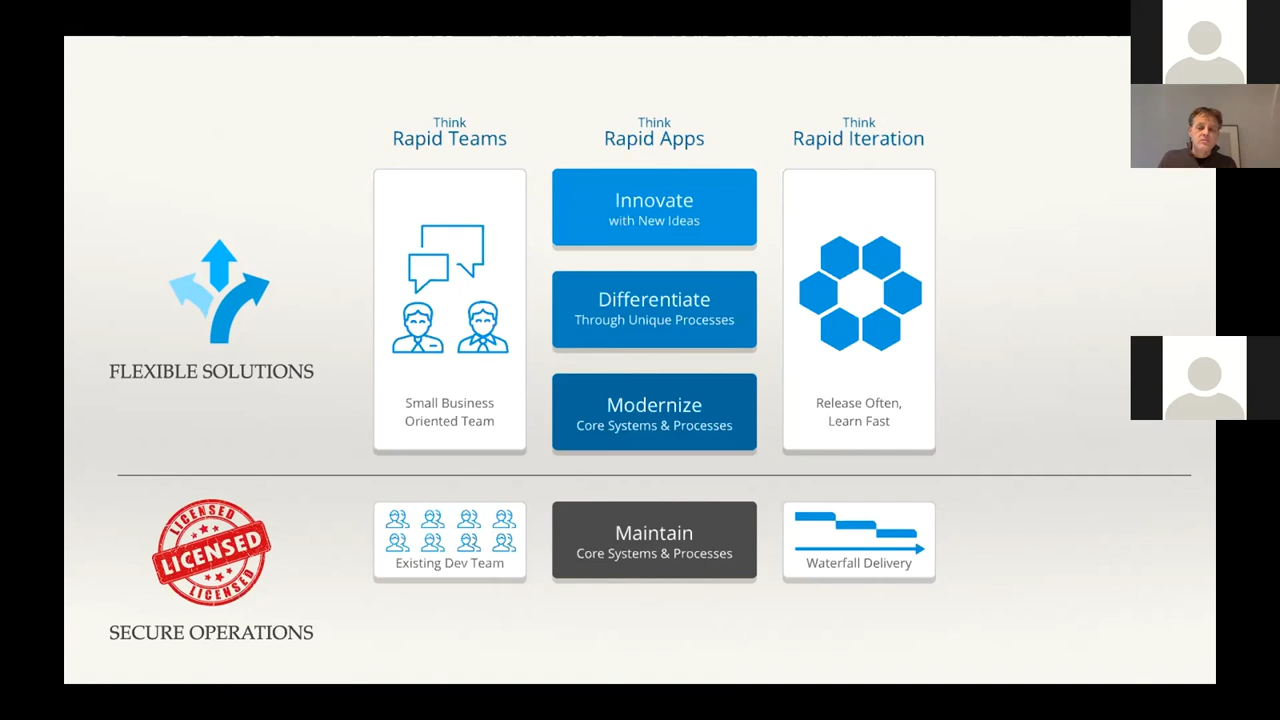 Think
Rapid Teams
Think
Rapid Apps
Think
Rapid Iteration
FLEXIBLE SOLUTIONS
Small Business
Oriented Team
Innovate
with New Ideas
Differentiate
Through Unique Processes
Modernize
Core Systems & Processes
Release Often,
Learn Fast
LICENSED
LICENSED
LICENSED
SECURE OPERATIONS
Existing Dev Team
Maintain
Core Systems & Processes
Waterfall Delivery